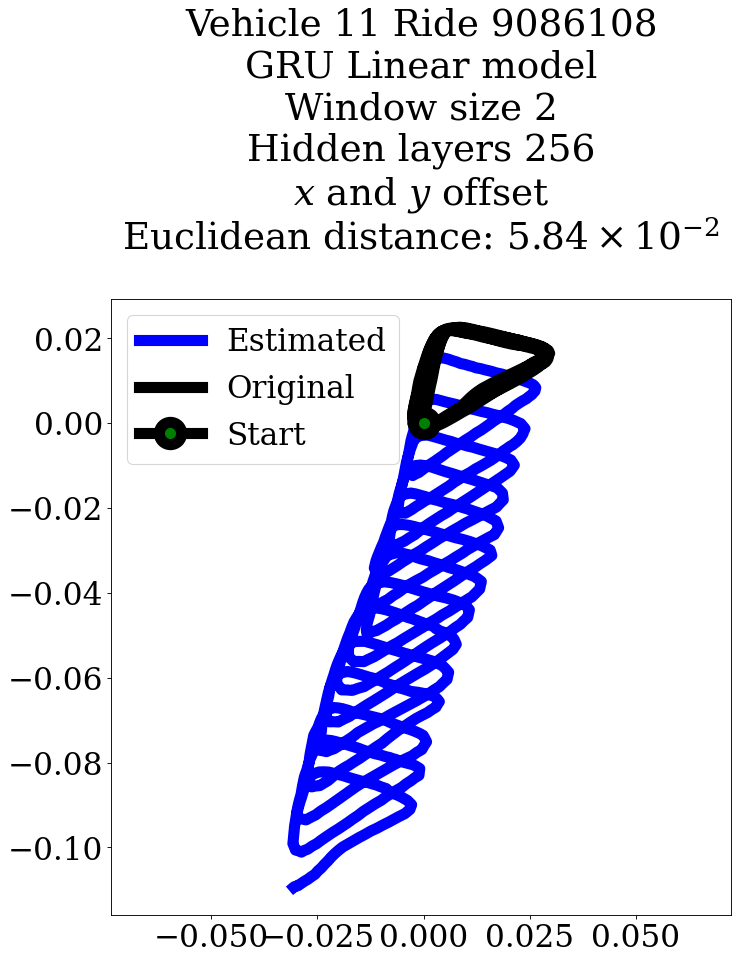 Vehicle 11 Ride 9086108
GRU Linear model
Window size 2
Hidden layers 256
x and y offset
Euclidean distance: 5.84 × 10⁻²
Estimated
Original
Start
0.02
0.00
−0.02
−0.04
−0.06
−0.08
−0.10
−0.050 −0.025 0.000 0.025 0.050